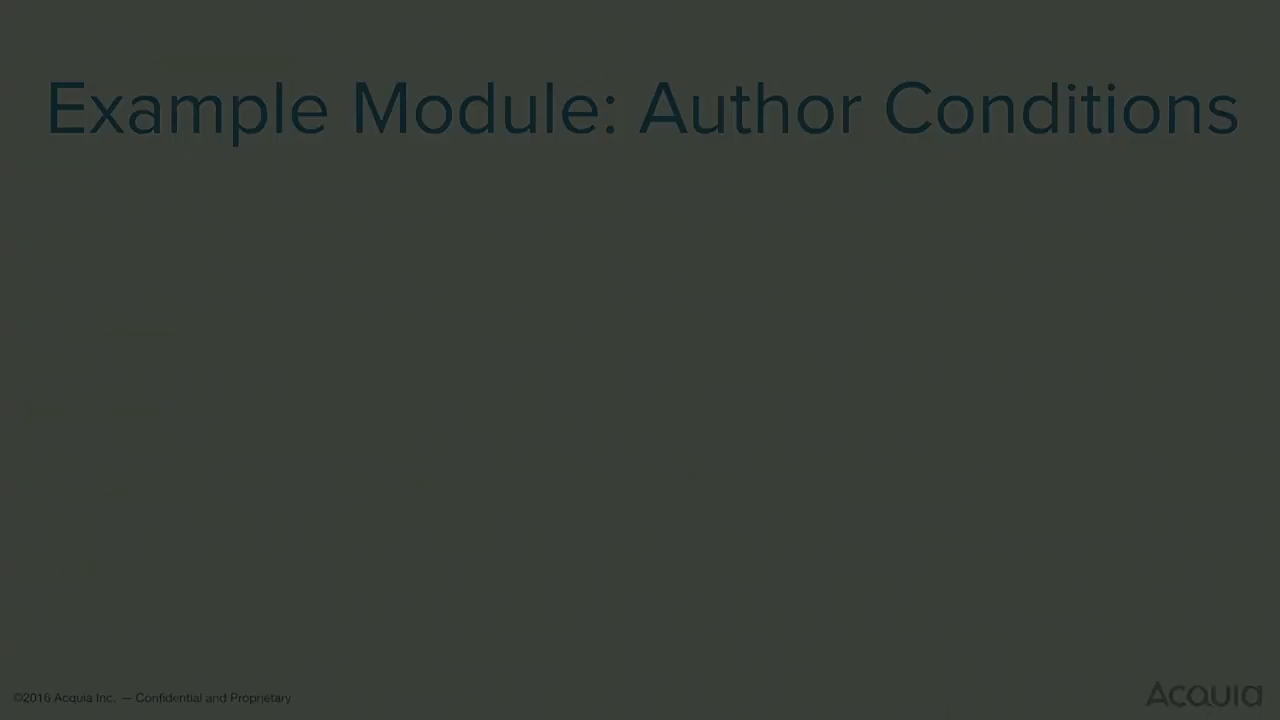 Example Module: Author Conditions
©2016 Acquia Inc. — Confidential and Proprietary
Acquia